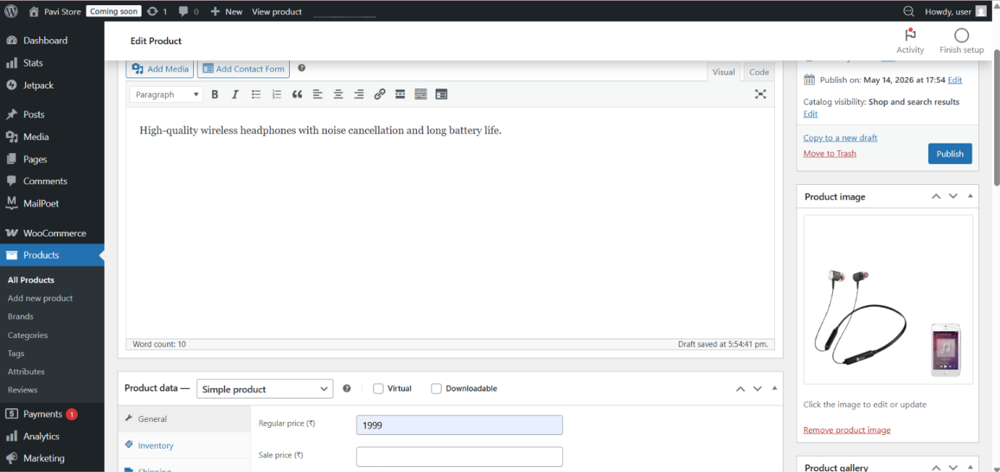 Pavi Store Coming soon 1 0 New View product Howdy, user
Edit Product
Activity Finish setup
Dashboard
Stats
Jetpack
Posts
Media
Pages
Comments
MailPoet
WooCommerce
Products
All Products
Add new product
Brands
Categories
Tags
Attributes
Reviews
Payments 1
Analytics
Marketing
Add Media Add Contact Form
Visual Code
Paragraph B I
High-quality wireless headphones with noise cancellation and long battery life.
Word count: 10 Draft saved at 5:54:41 pm.
Product data — Simple product Virtual Downloadable
General
Inventory
Shipping
Regular price (₹) 1999
Sale price (₹)
Publish on: May 14, 2026 at 17:54 Edit
Catalog visibility: Shop and search results
Edit
Copy to a new draft
Move to Trash
Publish
Product image
Click the image to edit or update
Remove product image
Product gallery